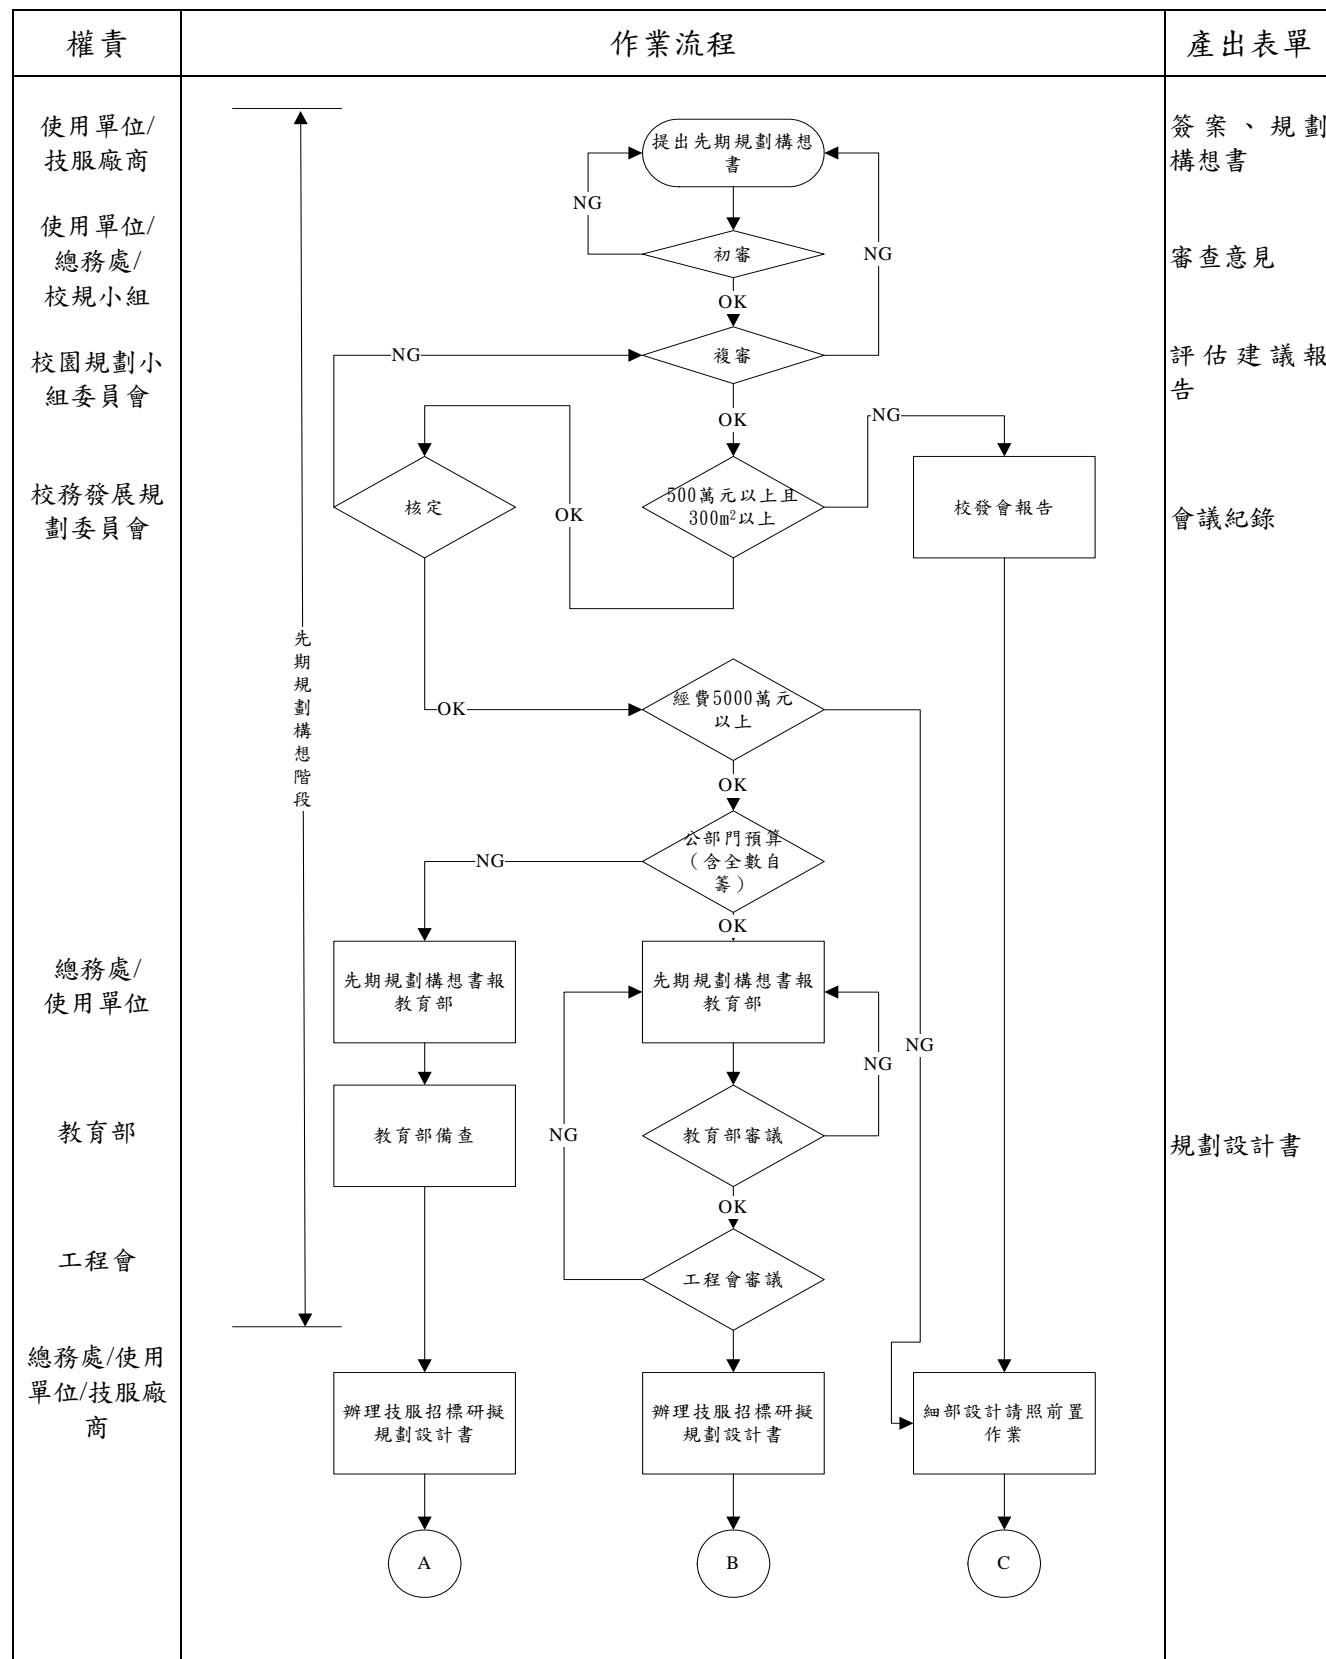 權責
作業流程
產出表單
使用單位/
技服廠商
提出先期規劃構想
書
簽案、規劃
構想書
NG
使用單位/
總務處/
校規小組
初審
NG
審查意見
OK
校園規劃小
組委員會
NG
複審
評估建議報
告
OK
NG
校務發展規
劃委員會
核定
OK
500萬元以上且
300m²以上
校發會報告
會議紀錄
先
期
規
劃
構
想
階
段
OK
經費5000萬元
以上
OK
NG
公部門預算
(含全數自
籌)
OK
總務處/
使用單位
先期規劃構想書報
教育部
先期規劃構想書報
教育部
NG
NG
教育部
教育部備查
NG
教育部審議
規劃設計書
OK
工程會
工程會審議
總務處/使用
單位/技服廠
商
辦理技服招標研擬
規劃設計書
辦理技服招標研擬
規劃設計書
細部設計請照前置
作業
A
B
C